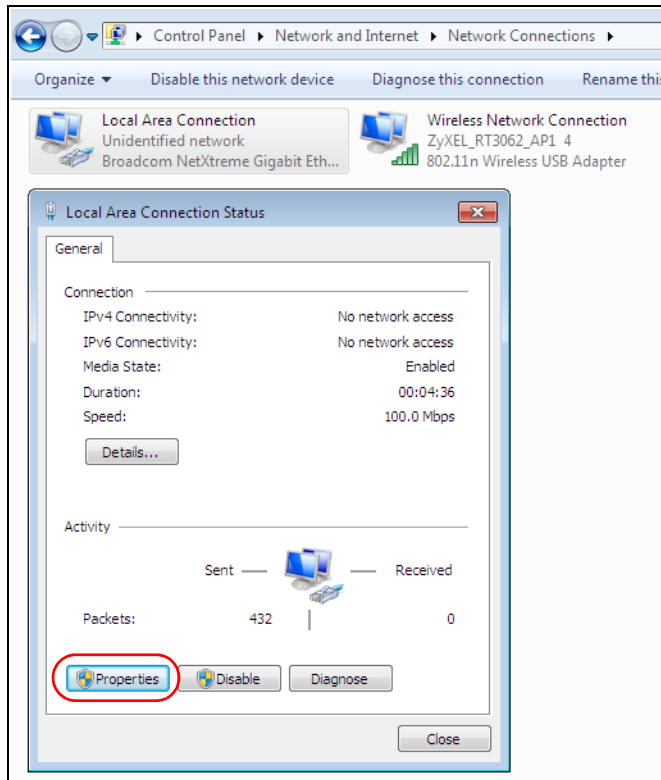 Control Panel Network and Internet Network Connections
Organize Disable this network device Diagnose this connection Rename this
Local Area Connection
Unidentified network
Broadcom NetXtreme Gigabit Eth...
Wireless Network Connection
ZyXEL_RT3062_AP1 4
802.11n Wireless USB Adapter
Local Area Connection Status
General
Connection
IPv4 Connectivity: No network access
IPv6 Connectivity: No network access
Media State: Enabled
Duration: 00:04:36
Speed: 100.0 Mbps
Details...
Activity
Sent Received
Packets: 432 0
Properties Disable Diagnose
Close